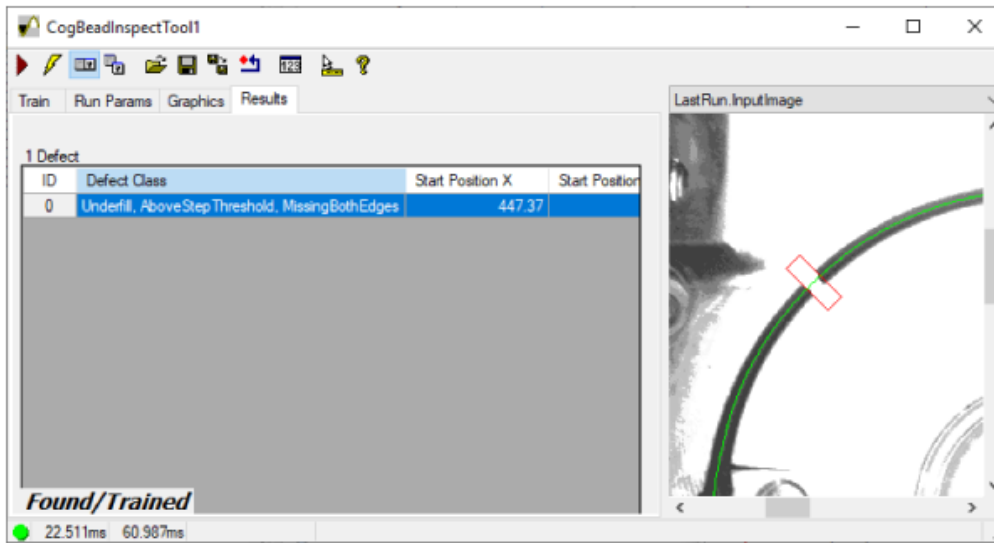 CogBeadInspectTool1
Train Run Params Graphics Results
LastRun.InputImage
1 Defect
ID Defect Class Start Position X Start Position
0 Underfill, AboveStepThreshold, MissingBothEdges 447.37
Found/Trained
22.511ms 60.987ms